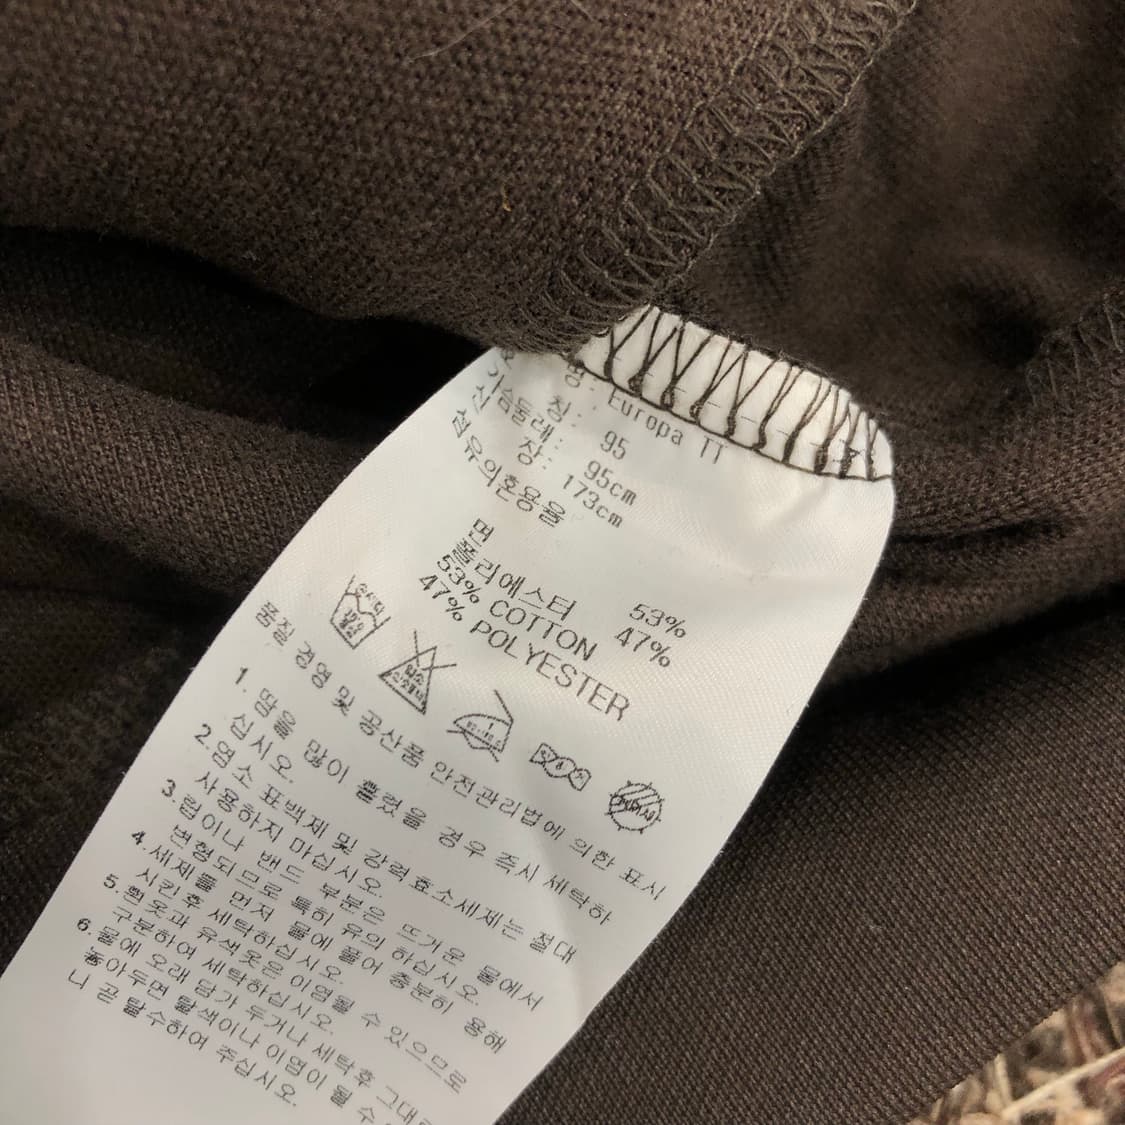 명: Europa TT
칭: 95
가슴둘레: 95cm
신장: 173cm
섬유의혼용율
면 53%
폴리에스터 47%
53% COTTON
47% POLYESTER
품질 경영 및 공산품 안전관리법에 의한 표시
1. 땀을 많이 흘렸을 경우 즉시 세탁하
십시오.
2. 염소 표백제 및 강력효소세제는 절대
사용하지 마십시오.
3. 립이나 밴드 부분은 뜨거운 물에서
변형되므로 특히 유의 하십시오.
4. 세제를 먼저 물에 풀어 충분히 용해
시킨후 세탁하십시오.
5. 흰옷과 유색옷은 이염될 수 있으므로
구분하여 세탁하십시오.
6. 물에 오래 담가 두거나 세탁후 그대로
놓아두면 탈색이나 이염이 될 수
니 곧 탈수하여 주십시오.